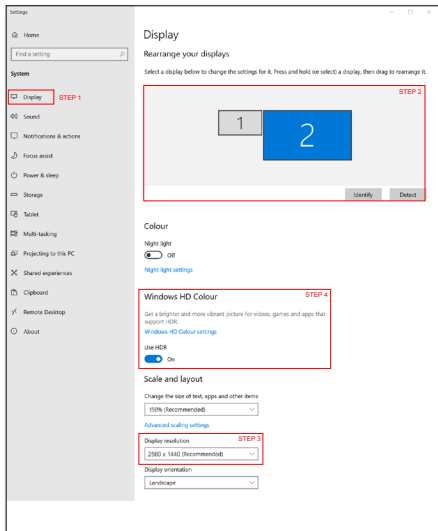 Settings
Home
Find a setting
System
Display
STEP 1
Sound
Notifications & actions
Focus assist
Power & sleep
Storage
Tablet
Multi-tasking
Projecting to this PC
Shared experiences
Clipboard
Remote Desktop
About
Display
Rearrange your displays
Select a display below to change the settings for it. Press and hold (or select) a display, then drag to rearrange it.
STEP 2
1
2
Identify
Detect
Colour
Night light
Off
Night light settings
Windows HD Colour
STEP 4
Get a brighter and more vibrant picture for videos, games and apps that
support HDR.
Windows HD Colour settings
Use HDR
On
Scale and layout
Change the size of text, apps and other items
150% (Recommended)
Advanced scaling settings
Display resolution
STEP 3
2560 x 1440 (Recommended)
Display orientation
Landscape